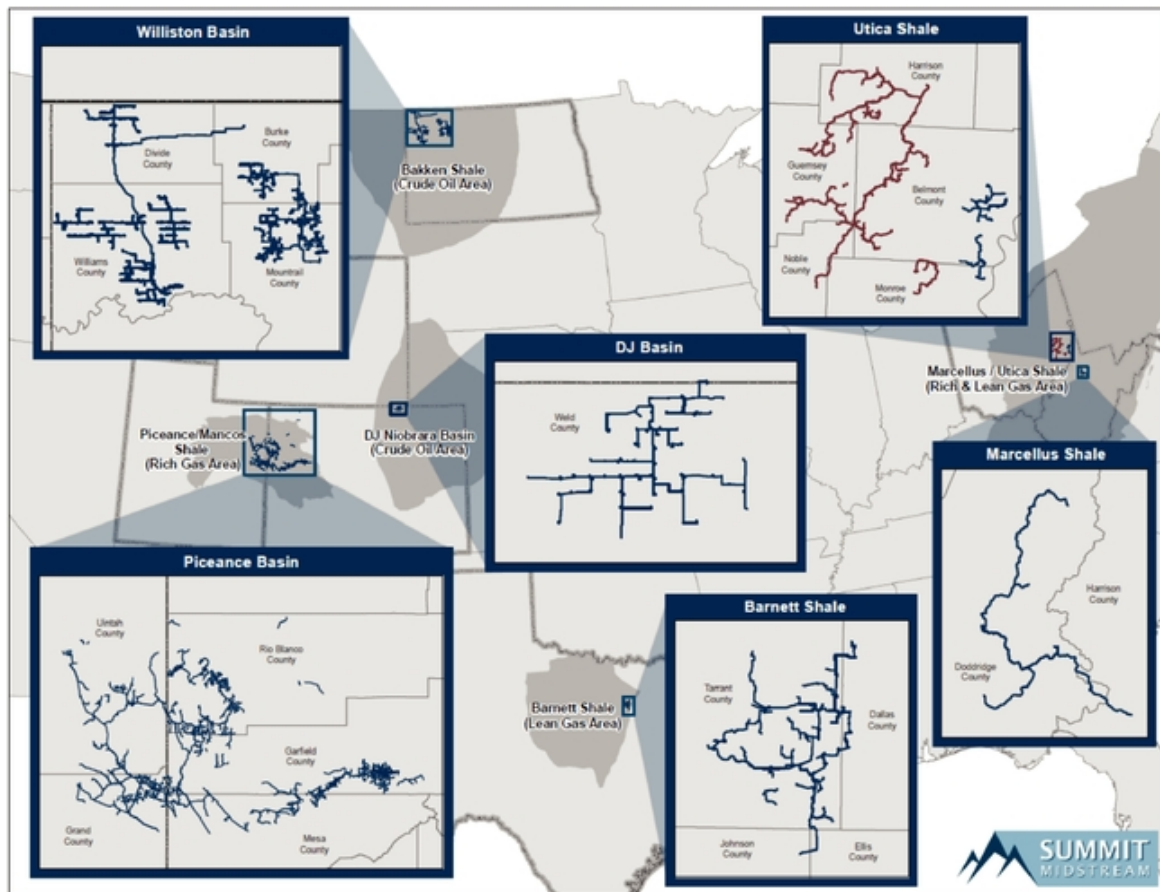 Williston Basin
Divide
County
Burke
County
Williams
County
Mountrail
County
Bakken Shale
(Crude Oil Area)
Utica Shale
Harrison
County
Guernsey
County
Belmont
County
Noble
County
Monroe
County
Marcellus / Utica Shale
(Rich & Lean Gas Area)
DJ Basin
Weld
County
Piceance/Mancos
Shale
(Rich Gas Area)
DJ Niobrara Basin
(Crude Oil Area)
Marcellus Shale
Harrison
County
Doddridge
County
Piceance Basin
Uintah
County
Rio Blanco
County
Garfield
County
Grand
County
Mesa
County
Barnett Shale
(Lean Gas Area)
Barnett Shale
Tarrant
County
Dallas
County
Johnson
County
Ellis
County
SUMMIT
MIDSTREAM